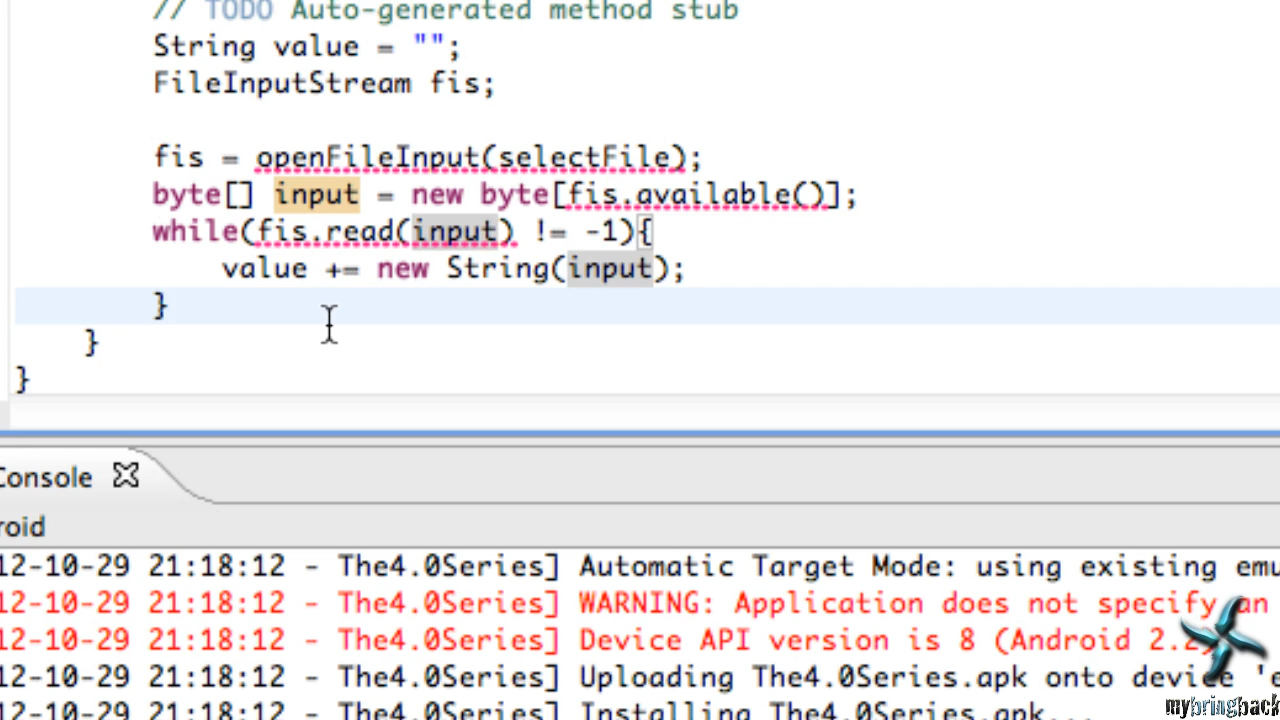 // TODO Auto-generated method stub
String value = "";
FileInputStream fis;
fis = openFileInput(selectFile);
byte[] input = new byte[fis.available()];
while(fis.read(input) != -1){
value += new String(input);
}
}
}
Console
roid
12-10-29 21:18:12 - The4.0Series] Automatic Target Mode: using existing emu
12-10-29 21:18:12 - The4.0Series] WARNING: Application does not specify an
12-10-29 21:18:12 - The4.0Series] Device API version is 8 (Android 2.2)
12-10-29 21:18:12 - The4.0Series] Uploading The4.0Series.apk onto device 'e
12-10-29 21:18:12 - The4.0Series] Installing The4.0Series.apk...
mybringback